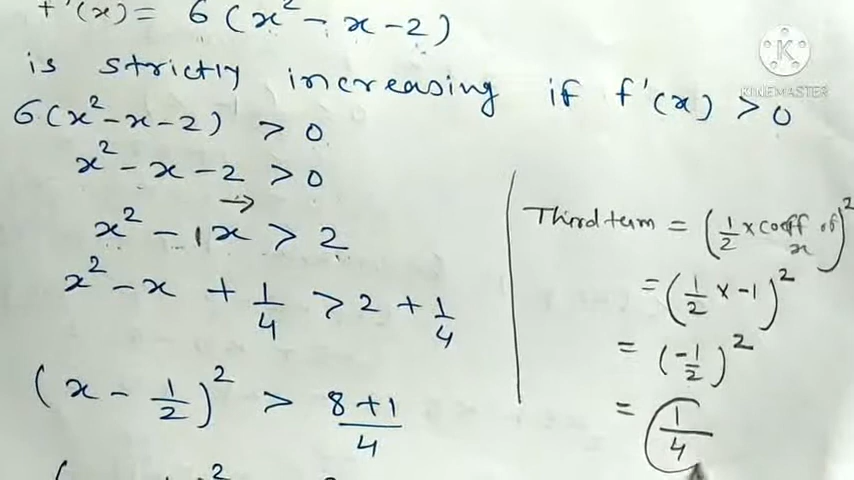 f'(x) = 6(x² - x - 2)
is strictly increasing if f'(x) > 0
6(x² - x - 2) > 0
x² - x - 2 > 0
x² - 1x > 2
x² - x + 1/4 > 2 + 1/4
(x - 1/2)² > (8+1)/4
Third term = (1/2 × coeff of x)²
= (1/2 × -1)²
= (-1/2)²
= 1/4
K
KINEMASTER